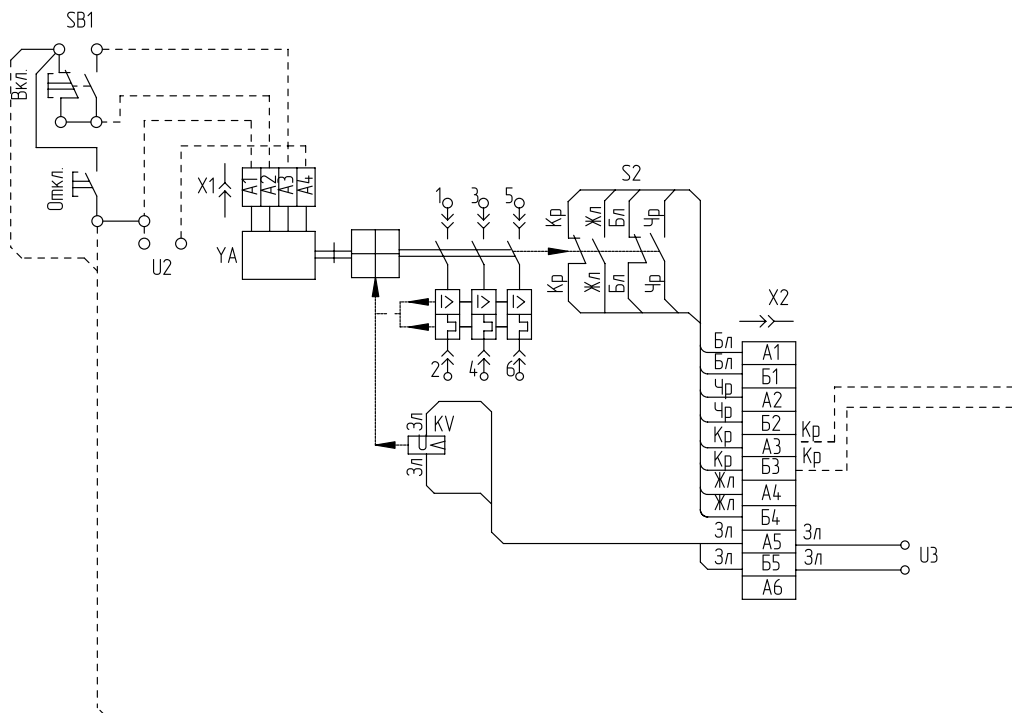 SB1
Вкл.
Откл.
X1
A1
A2
A3
A4
YA
U2
1
3
5
I>
I>
I>
2
4
6
S2
Кр
Жл
Бл
Чр
Кр
Жл
Бл
Чр
KV
U<
Зл
Зл
X2
Бл A1
Бл Б1
Чр A2
Чр Б2
Кр A3 Кр
Кр Б3 Кр
Жл A4
Жл Б4
Зл A5 Зл
Зл Б5 Зл
A6
U3